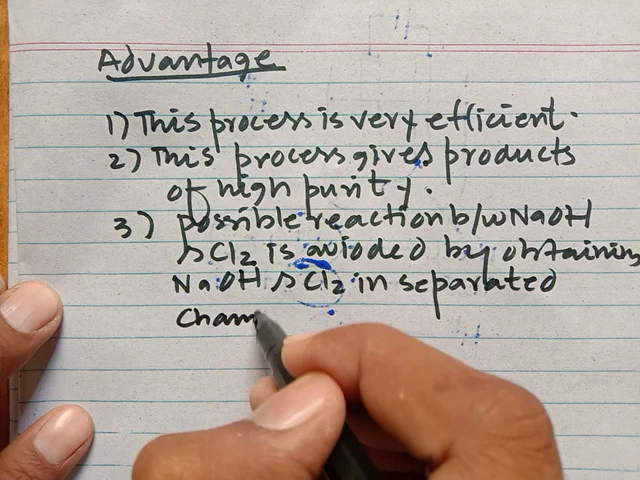 Advantage
1) This process is very efficient.
2) This process gives products
of high purity.
3) possible reaction b/w NaOH
& Cl2 is avioded by obtaining
NaOH & Cl2 in separated
Cham